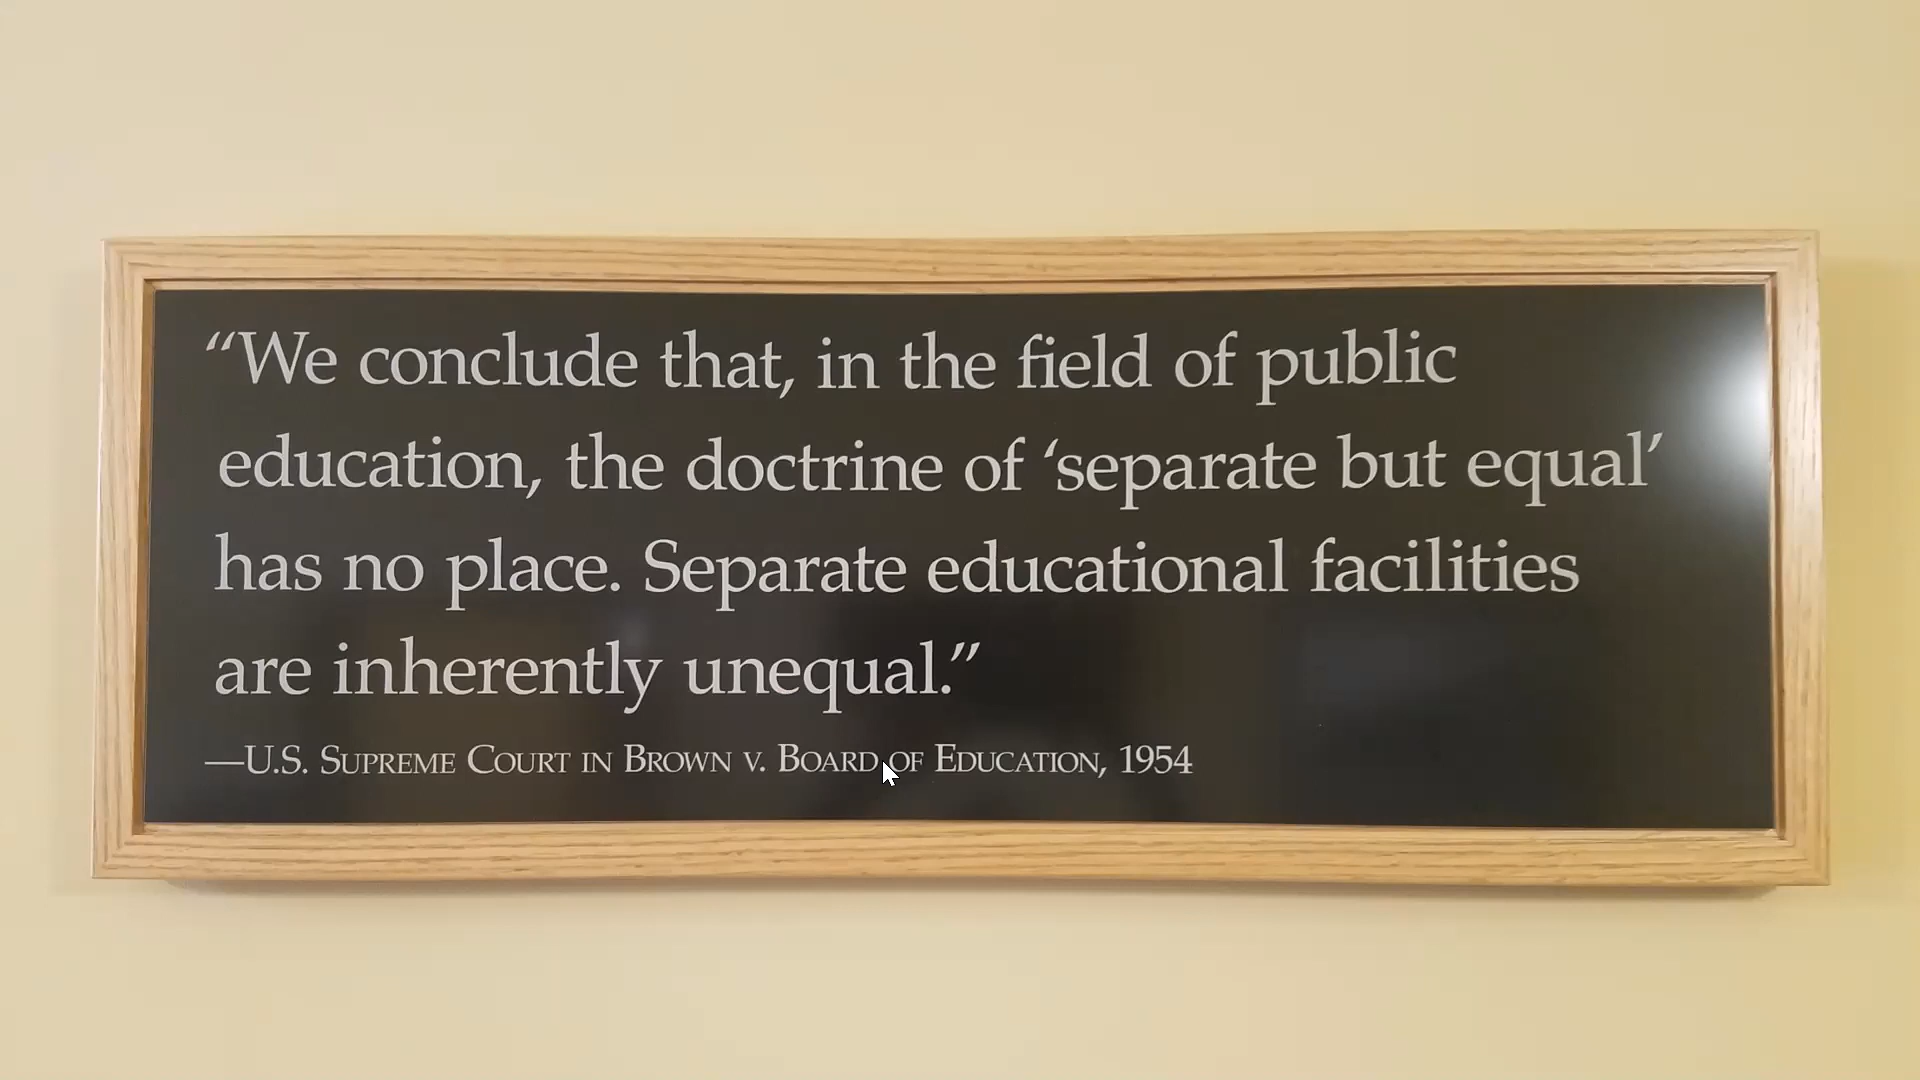 “We conclude that, in the field of public
education, the doctrine of ‘separate but equal’
has no place. Separate educational facilities
are inherently unequal.”
—U.S. Supreme Court in Brown v. Board of Education, 1954